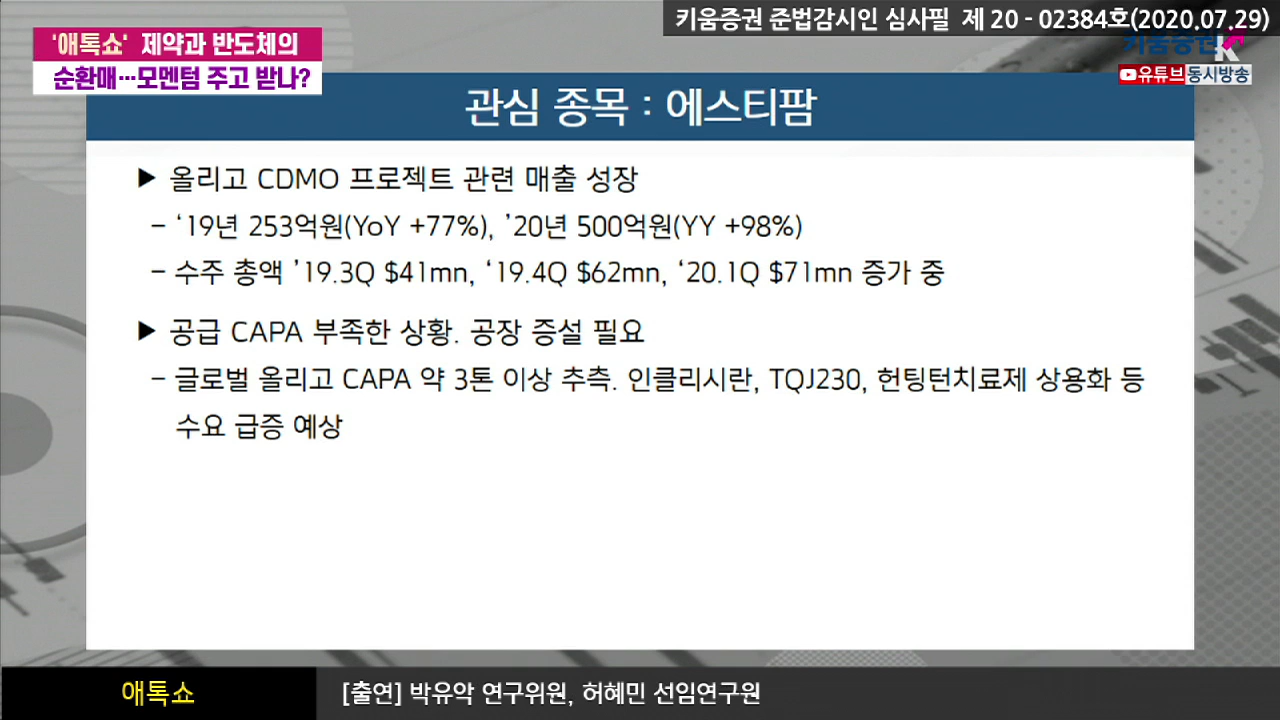 키움증권 준법감시인 심사필 제 20 - 02384호(2020.07.29)
'애톡쇼' 제약과 반도체의
순환매…모멘텀 주고 받나?
키움증권
유튜브동시방송
관심 종목 : 에스티팜
▶ 올리고 CDMO 프로젝트 관련 매출 성장
- ‘19년 253억원(YoY +77%), ’20년 500억원(YY +98%)
- 수주 총액 ’19.3Q $41mn, ‘19.4Q $62mn, ‘20.1Q $71mn 증가 중
▶ 공급 CAPA 부족한 상황. 공장 증설 필요
- 글로벌 올리고 CAPA 약 3톤 이상 추측. 인클리시란, TQJ230, 헌팅턴치료제 상용화 등
수요 급증 예상
애톡쇼
[출연] 박유악 연구위원, 허혜민 선임연구원